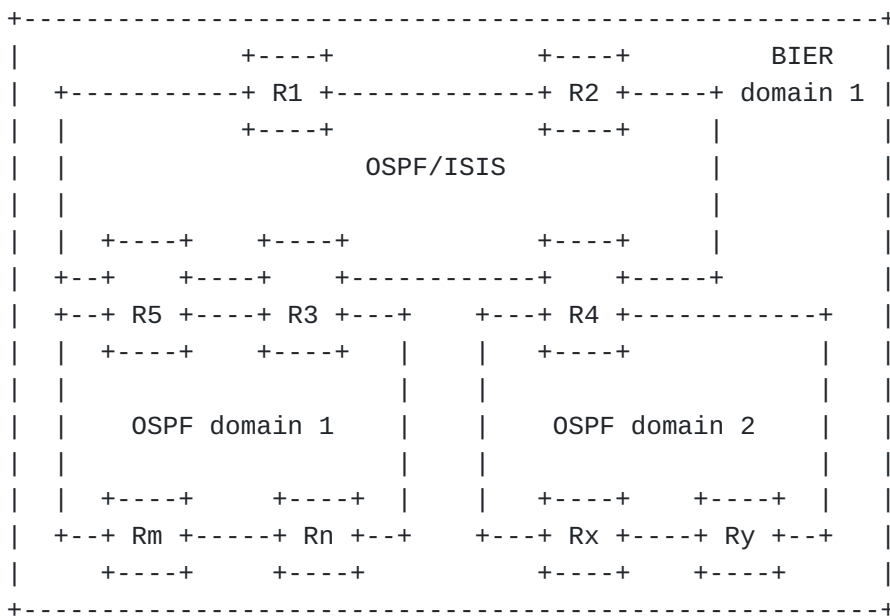 +-------------------------------------------------------+
|              +----+             +----+         BIER   |
|  +-----------+ R1 +-------------+ R2 +-----+ domain 1 |
|  |           +----+             +----+     |          |
|  |                   OSPF/ISIS             |          |
|  |                                         |          |
|  |  +----+    +----+            +----+     |          |
|  +--+    +----+    +------------+    +-----+          |
|  +--+ R5 +----+ R3 +---+    +---+ R4 +------------+   |
|  |  +----+    +----+   |    |   +----+            |   |
|  |                     |    |                     |   |
|  |    OSPF domain 1    |    |    OSPF domain 2    |   |
|  |                     |    |                     |   |
|  |  +----+     +----+  |    |   +----+    +----+  |   |
|  +--+ Rm +-----+ Rn +--+    +---+ Rx +----+ Ry +--+   |
|     +----+     +----+           +----+    +----+      |
+-------------------------------------------------------+